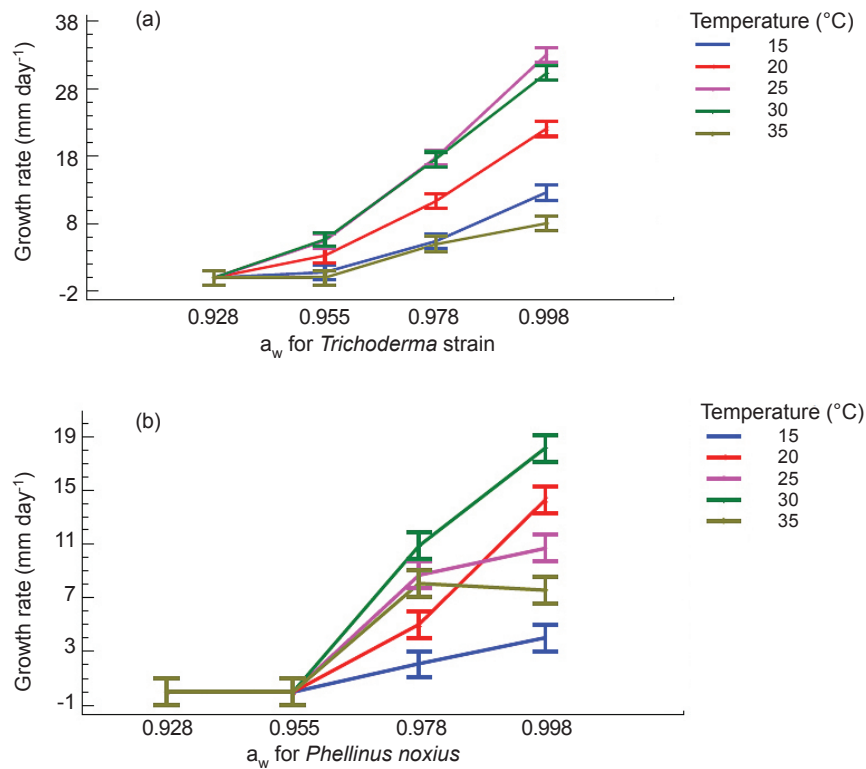 (a)
Temperature (°C)
15
20
25
30
35
Growth rate (mm day⁻¹)
38
28
18
8
-2
0.928 0.955 0.978 0.998
a_w for Trichoderma strain
(b)
Temperature (°C)
15
20
25
30
35
Growth rate (mm day⁻¹)
19
15
11
7
3
-1
0.928 0.955 0.978 0.998
a_w for Phellinus noxius